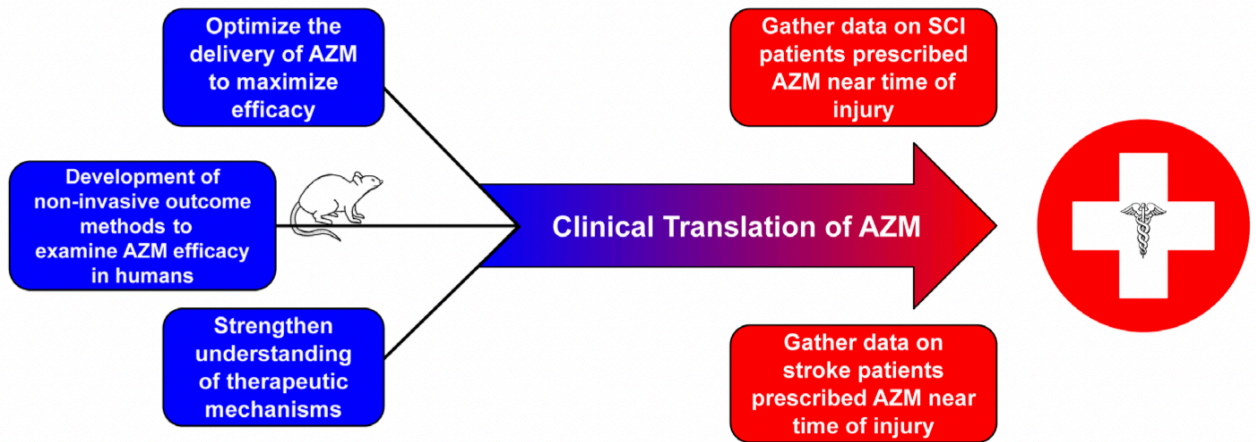 Optimize the
delivery of AZM
to maximize
efficacy
Development of
non-invasive outcome
methods to
examine AZM efficacy
in humans
Strengthen
understanding
of therapeutic
mechanisms
Clinical Translation of AZM
Gather data on SCI
patients prescribed
AZM near time of
injury
Gather data on
stroke patients
prescribed AZM near
time of injury